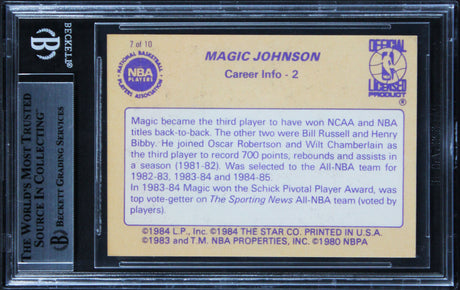 BECKETT
THE WORLD'S MOST TRUSTED
SOURCE IN COLLECTING™
BECKETT GRADING SERVICES
7 of 10
NATIONAL BASKETBALL
NBA
PLAYERS
PLAYERS ASSOCIATION
MAGIC JOHNSON
Career Info - 2
OFFICIAL
NBA
LICENSED
PRODUCT
®
Magic became the third player to have won NCAA and NBA
titles back-to-back. The other two were Bill Russell and Henry
Bibby. He joined Oscar Robertson and Wilt Chamberlain as
the third player to record 700 points, rebounds and assists in
a season (1981-82). Was selected to the All-NBA team for
1982-83, 1983-84 and 1984-85.
In 1983-84 Magic won the Schick Pivotal Player Award, was
top vote-getter on The Sporting News All-NBA team (voted by
players).
©1984 L.P., Inc. ©1984 THE STAR CO. PRINTED IN U.S.A.
©1983 and T.M. NBA PROPERTIES, INC. ©1980 NBPA